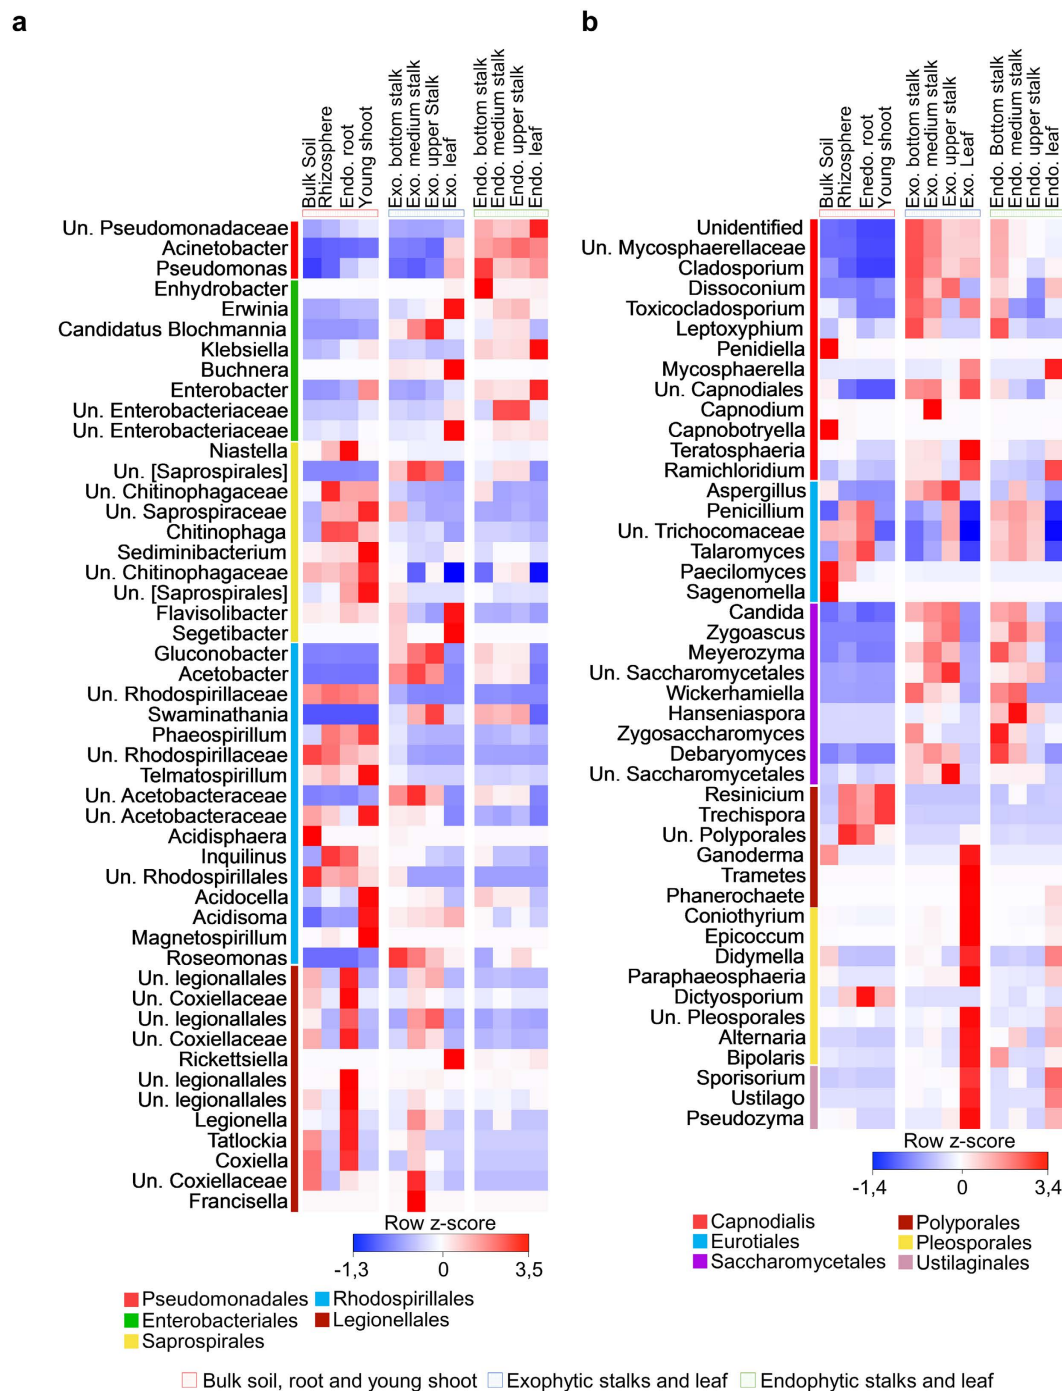 a
b
Bulk Soil
Rhizosphere
Endo. root
Young shoot
Exo. bottom stalk
Exo. medium stalk
Exo. upper Stalk
Exo. leaf
Endo. bottom stalk
Endo. medium stalk
Endo. upper stalk
Endo. leaf
Un. Pseudomonadaceae
Acinetobacter
Pseudomonas
Enhydrobacter
Erwinia
Candidatus Blochmannia
Klebsiella
Buchnera
Enterobacter
Un. Enterobacteriaceae
Un. Enterobacteriaceae
Niastella
Un. [Saprospirales]
Un. Chitinophagaceae
Un. Saprospiraceae
Chitinophaga
Sediminibacterium
Un. Chitinophagaceae
Un. [Saprospirales]
Flavisolibacter
Segetibacter
Gluconobacter
Acetobacter
Un. Rhodospirillaceae
Swaminathania
Phaeospirillum
Un. Rhodospirillaceae
Telmatospirillum
Un. Acetobacteraceae
Un. Acetobacteraceae
Acidisphaera
Inquilinus
Un. Rhodospirillales
Acidocella
Acidisoma
Magnetospirillum
Roseomonas
Un. legionallales
Un. Coxiellaceae
Un. legionallales
Un. Coxiellaceae
Rickettsiella
Un. legionallales
Un. legionallales
Legionella
Tatlockia
Coxiella
Un. Coxiellaceae
Francisella
Row z-score
-1,3 0 3,5
Pseudomonadales
Rhodospirillales
Enterobacteriales
Legionellales
Saprospirales
Bulk Soil
Rhizosphere
Enedo. root
Young shoot
Exo. bottom stalk
Exo. medium stalk
Exo. upper stalk
Exo. Leaf
Endo. Bottom stalk
Endo. medium stalk
Endo. upper stalk
Endo. leaf
Unidentified
Un. Mycosphaerellaceae
Cladosporium
Dissoconium
Toxicocladosporium
Leptoxyphium
Penidiella
Mycosphaerella
Un. Capnodiales
Capnodium
Capnobotryella
Teratosphaeria
Ramichloridium
Aspergillus
Penicillium
Un. Trichocomaceae
Talaromyces
Paecilomyces
Sagenomella
Candida
Zygoascus
Meyerozyma
Un. Saccharomycetales
Wickerhamiella
Hanseniaspora
Zygosaccharomyces
Debaryomyces
Un. Saccharomycetales
Resinicium
Trechispora
Un. Polyporales
Ganoderma
Trametes
Phanerochaete
Coniothyrium
Epicoccum
Didymella
Paraphaeosphaeria
Dictyosporium
Un. Pleosporales
Alternaria
Bipolaris
Sporisorium
Ustilago
Pseudozyma
Row z-score
-1,4 0 3,4
Capnodialis
Polyporales
Eurotiales
Pleosporales
Saccharomycetales
Ustilaginales
Bulk soil, root and young shoot
Exophytic stalks and leaf
Endophytic stalks and leaf